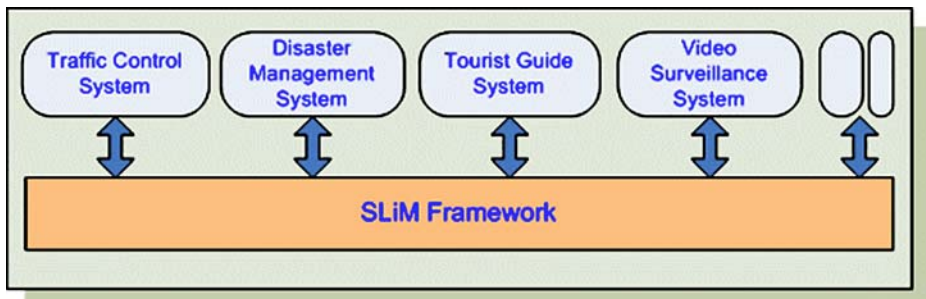 Traffic Control
System
Disaster
Management
System
Tourist Guide
System
Video
Surveillance
System
SLiM Framework